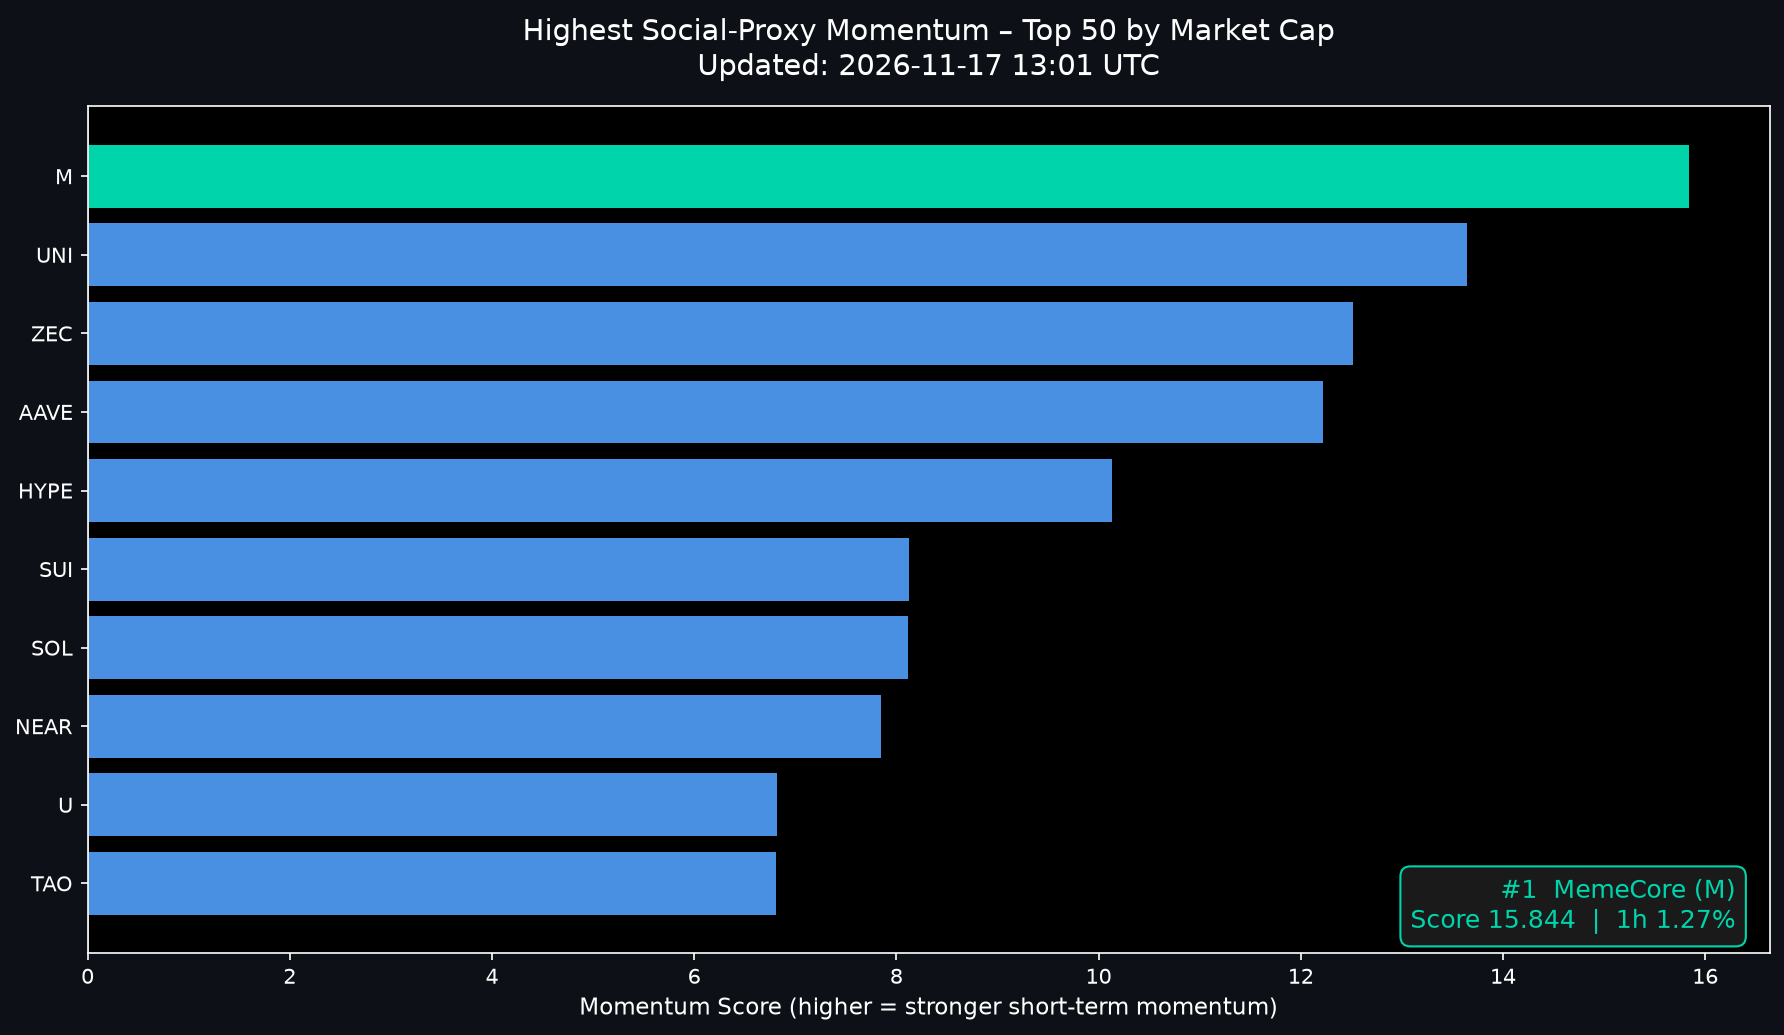 Highest Social-Proxy Momentum – Top 50 by Market Cap
Updated: 2026-11-17 13:01 UTC
M
UNI
ZEC
AAVE
HYPE
SUI
SOL
NEAR
U
TAO
#1  MemeCore (M)
Score 15.844  |  1h 1.27%
0 2 4 6 8 10 12 14 16
Momentum Score (higher = stronger short-term momentum)